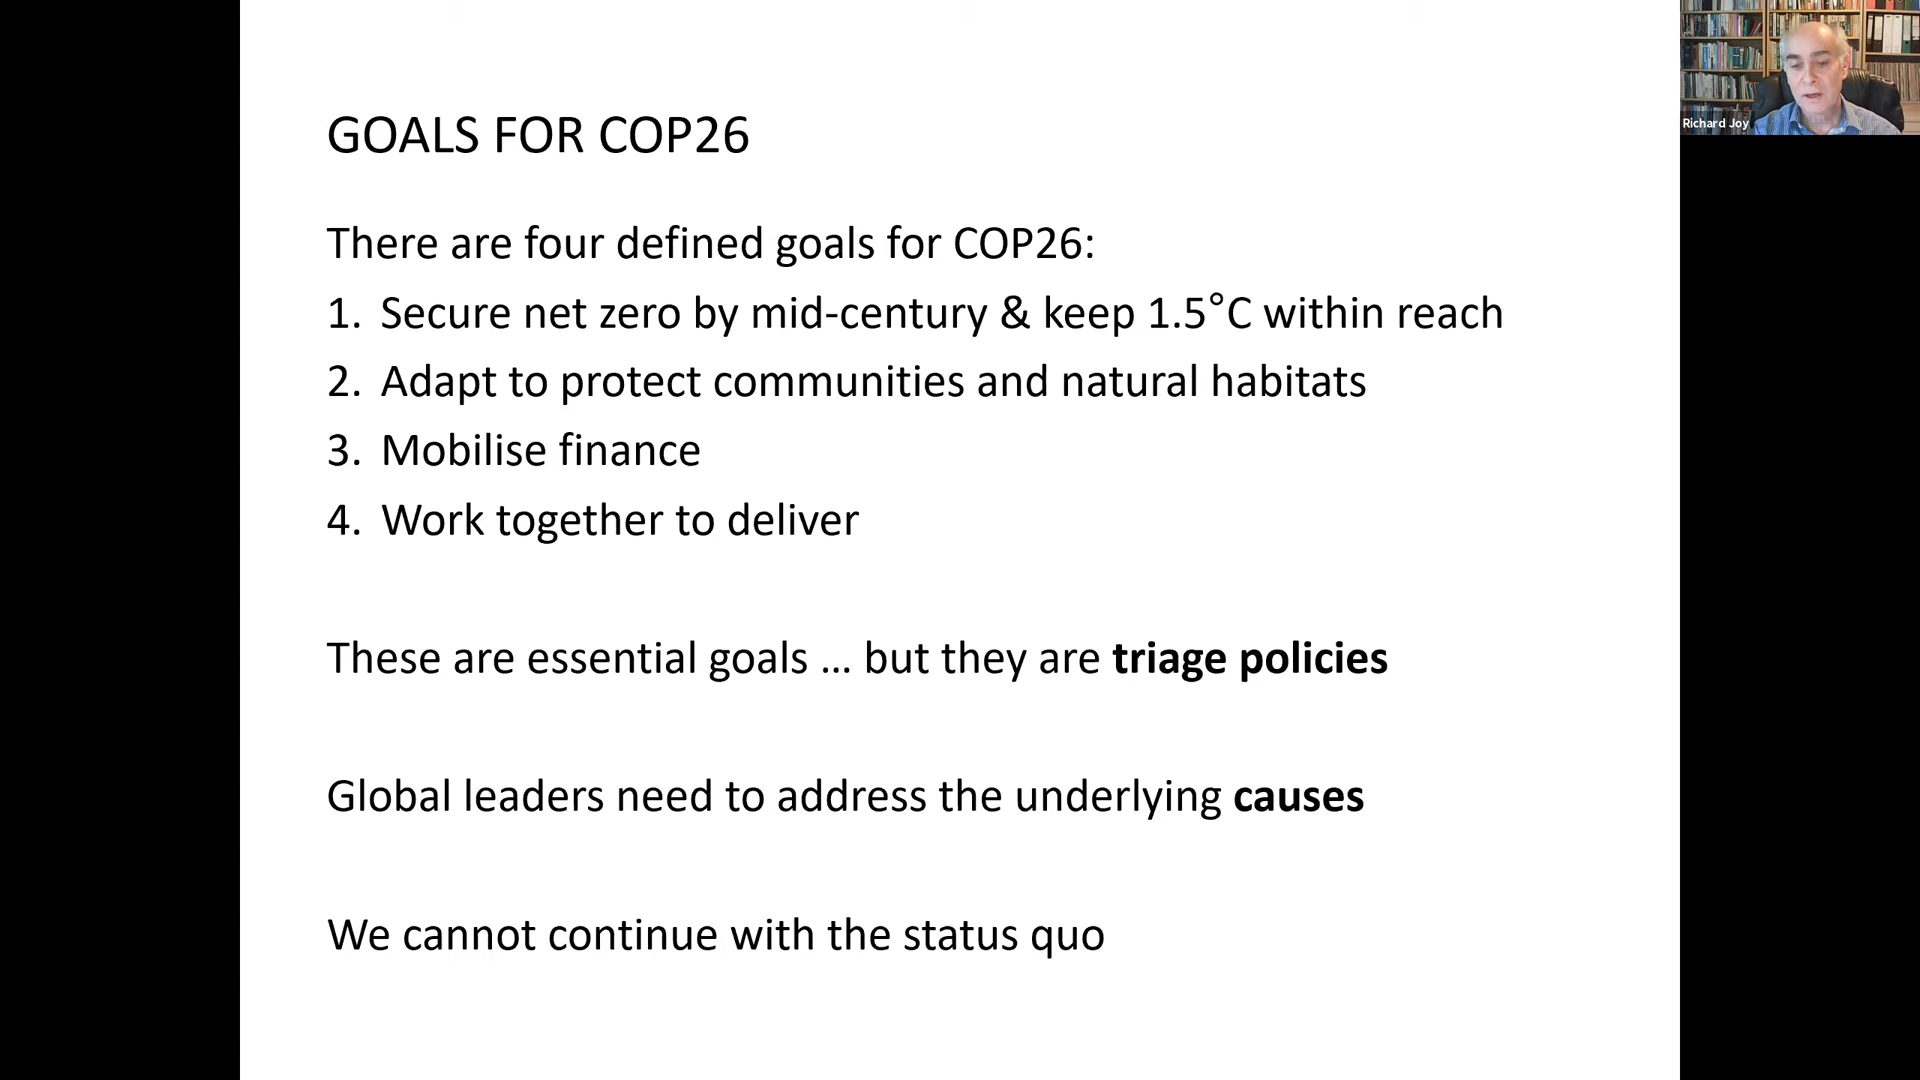 GOALS FOR COP26
There are four defined goals for COP26:
1. Secure net zero by mid-century & keep 1.5°C within reach
2. Adapt to protect communities and natural habitats
3. Mobilise finance
4. Work together to deliver
These are essential goals ... but they are triage policies
Global leaders need to address the underlying causes
We cannot continue with the status quo
Richard Joy